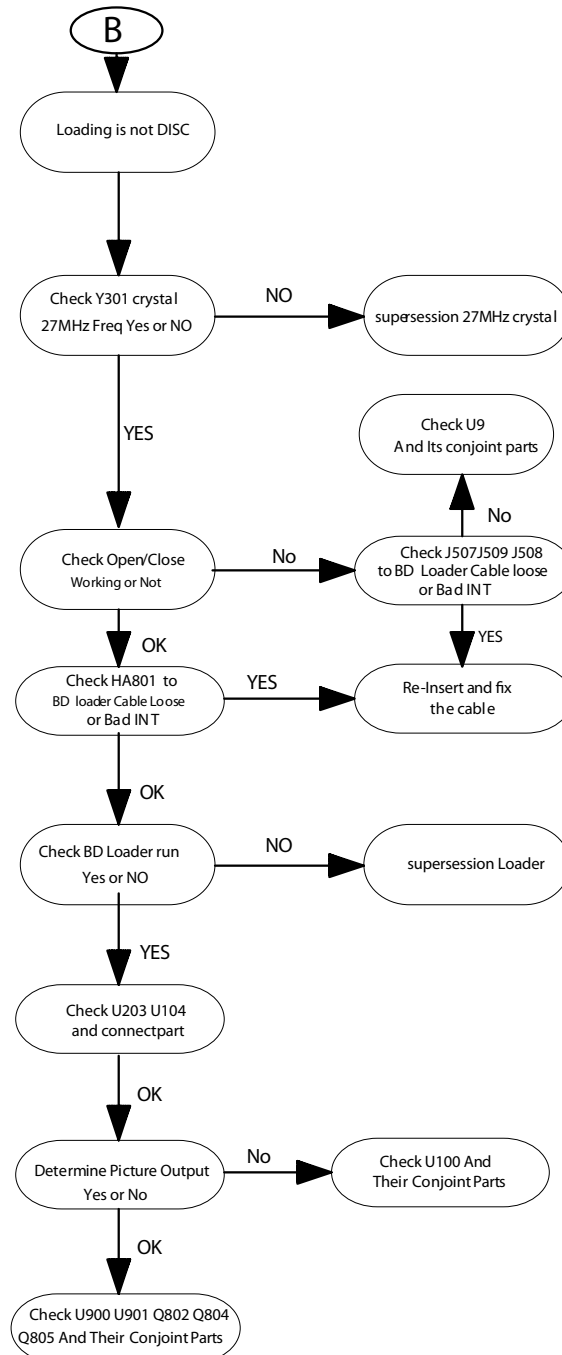 B
Loading is not DISC
Check Y301 crystal
27MHz Freq Yes or NO
NO
supersession 27MHz crystal
YES
Check U9
And Its conjoint parts
No
Check Open/Close
Working or Not
No
Check J507J509 J508
to BD Loader Cable loose
or Bad INT
OK
YES
Check HA801 to
BD loader Cable Loose
or Bad INT
YES
Re-Insert and fix
the cable
OK
Check BD Loader run
Yes or NO
NO
supersession Loader
YES
Check U203 U104
and connectpart
OK
Determine Picture Output
Yes or No
No
Check U100 And
Their Conjoint Parts
OK
Check U900 U901 Q802 Q804
Q805 And Their Conjoint Parts